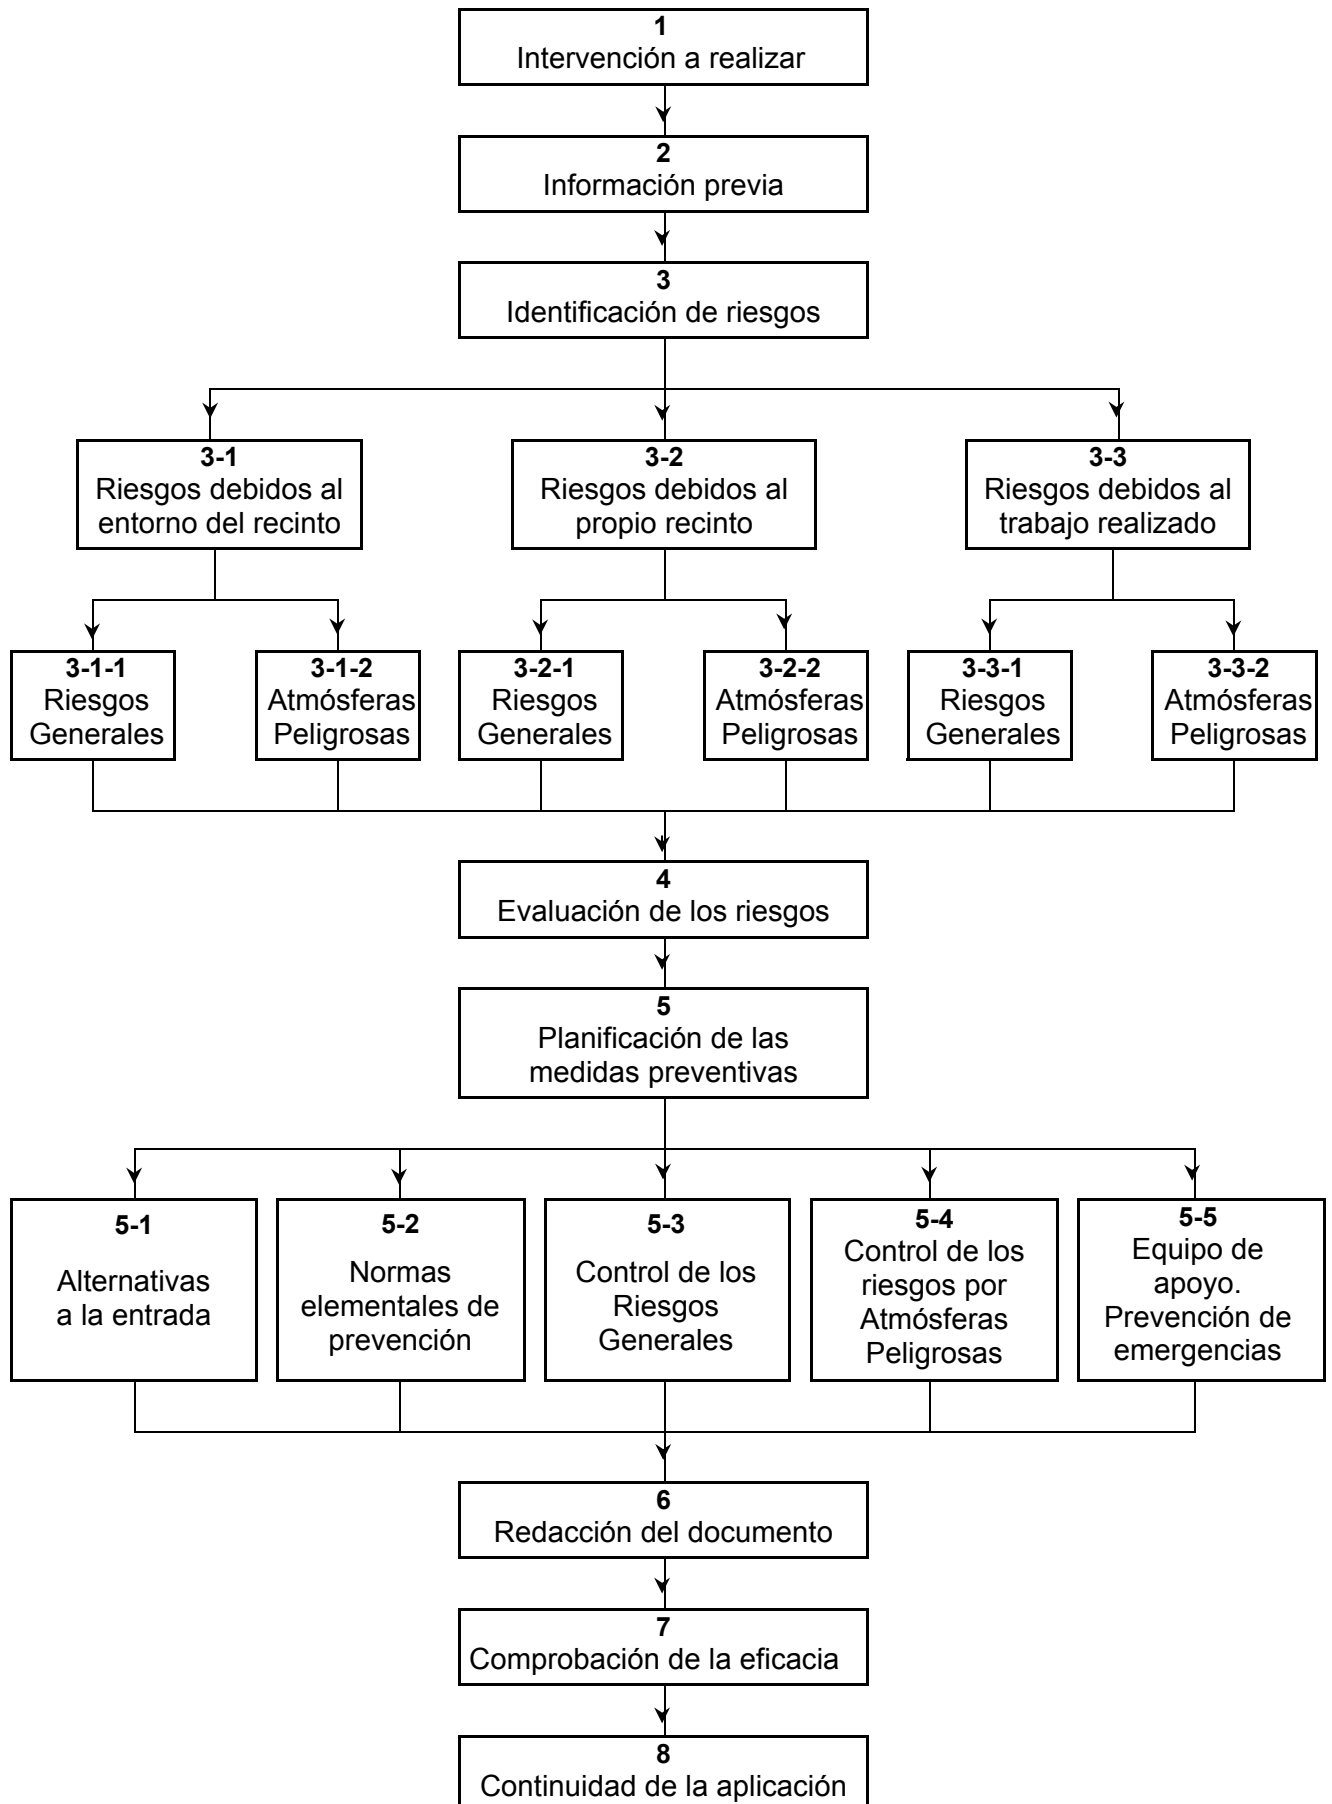 1
Intervención a realizar
2
Información previa
3
Identificación de riesgos
3-1
Riesgos debidos al
entorno del recinto
3-2
Riesgos debidos al
propio recinto
3-3
Riesgos debidos al
trabajo realizado
3-1-1
Riesgos
Generales
3-1-2
Atmósferas
Peligrosas
3-2-1
Riesgos
Generales
3-2-2
Atmósferas
Peligrosas
3-3-1
Riesgos
Generales
3-3-2
Atmósferas
Peligrosas
4
Evaluación de los riesgos
5
Planificación de las
medidas preventivas
5-1
Alternativas
a la entrada
5-2
Normas
elementales de
prevención
5-3
Control de los
Riesgos
Generales
5-4
Control de los
riesgos por
Atmósferas
Peligrosas
5-5
Equipo de
apoyo.
Prevención de
emergencias
6
Redacción del documento
7
Comprobación de la eficacia
8
Continuidad de la aplicación